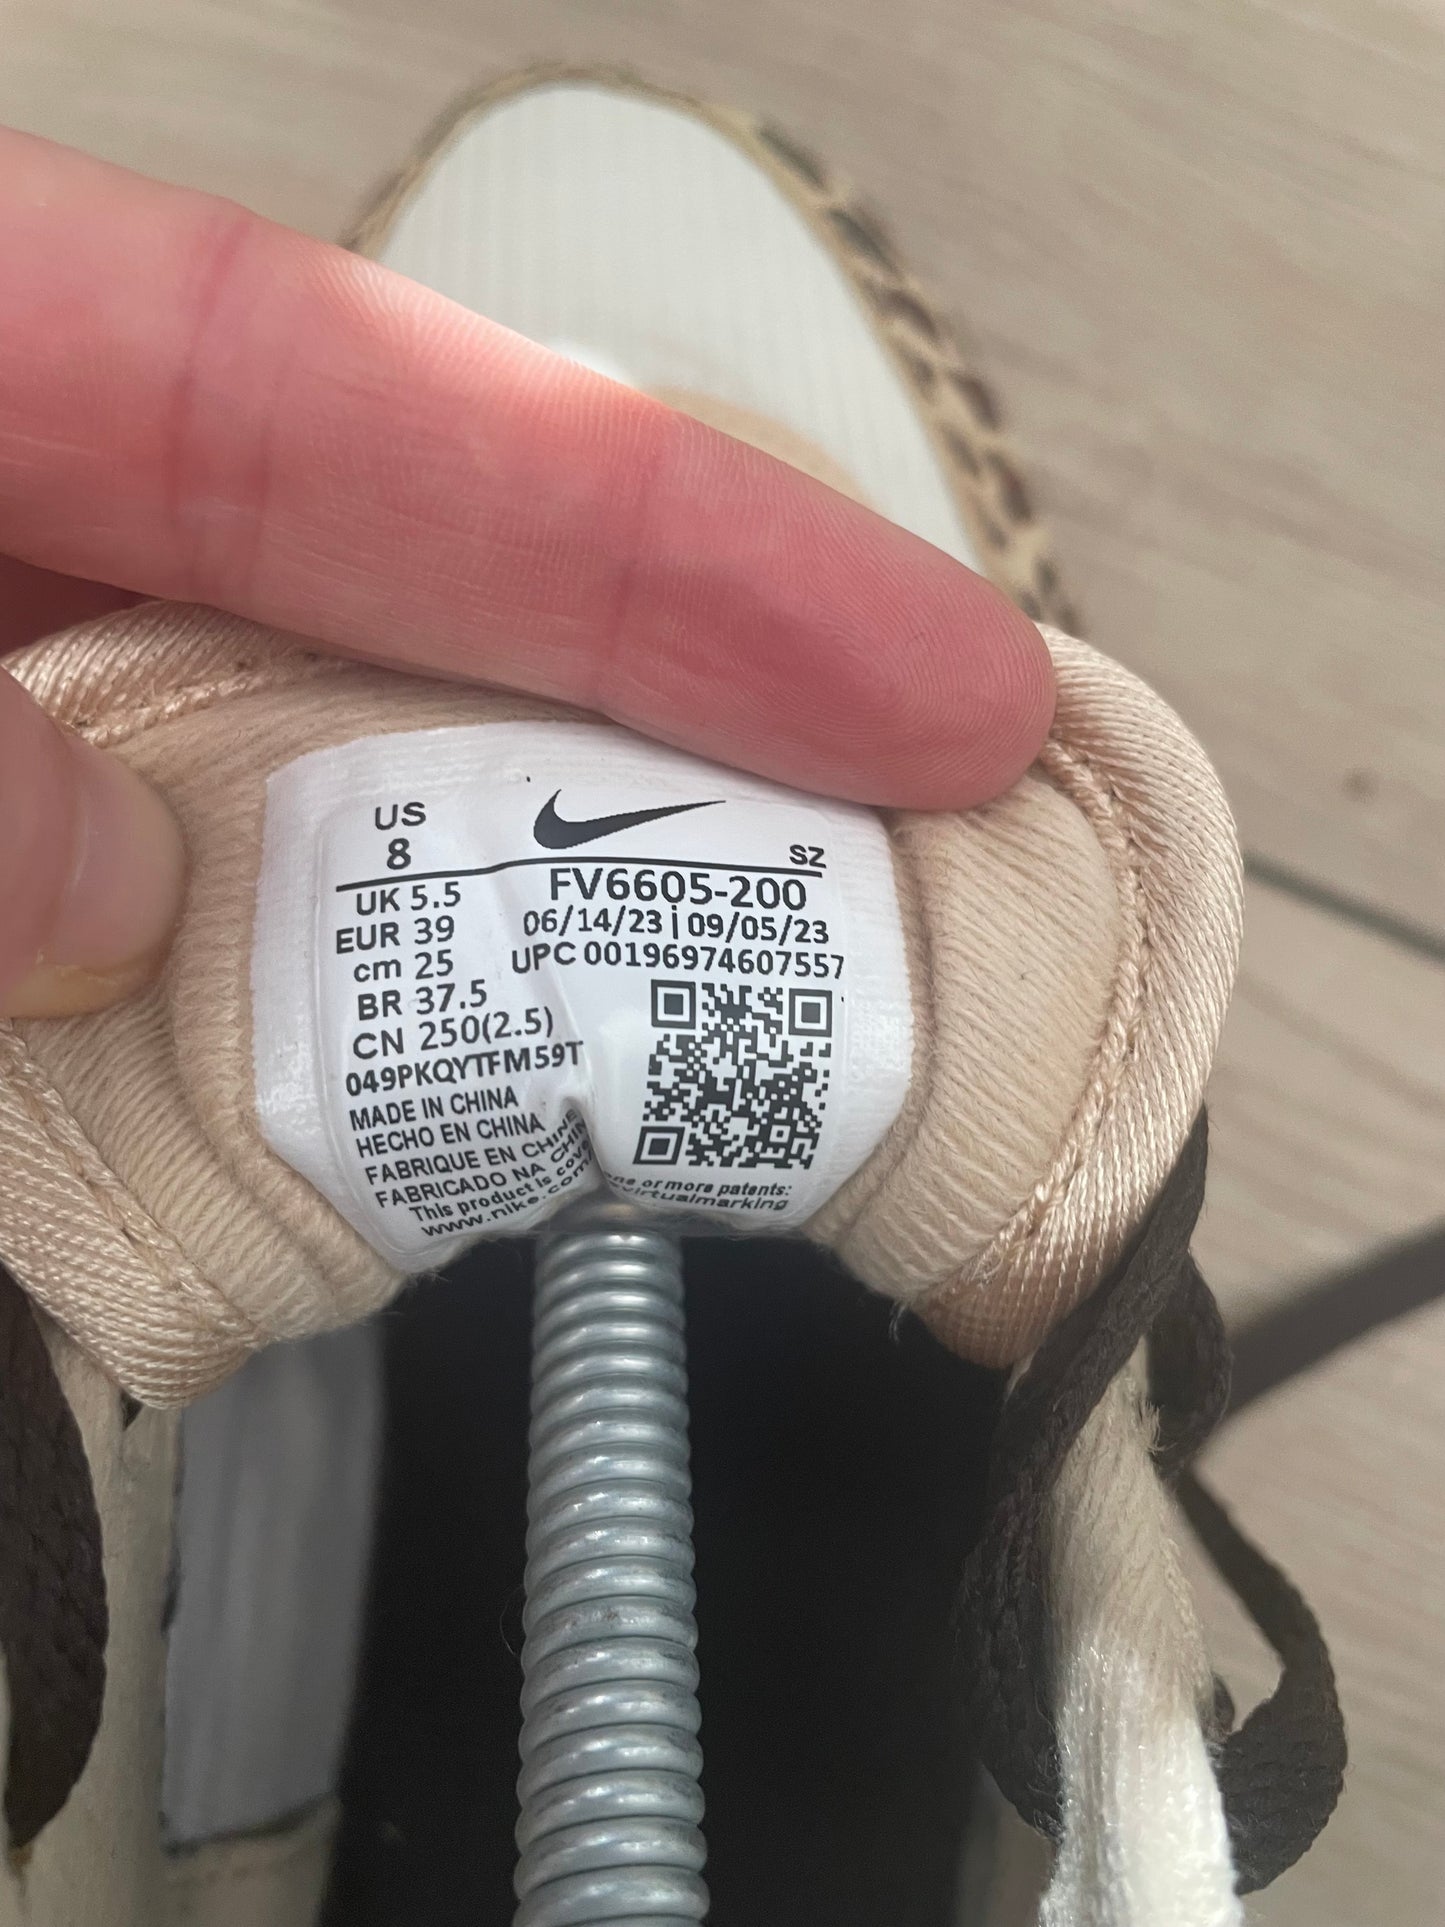 US
8
SZ
UK 5.5
EUR 39
cm 25
BR 37.5
CN 250(2.5)
049PKQYTFM59T
MADE IN CHINA
HECHO EN CHINA
FABRIQUE EN CHINE
FABRICADO NA CHIN
This product is cove
www.nike.com/
FV6605-200
06/14/23 | 09/05/23
UPC 00196974607557
one or more patents:
virtualmarking